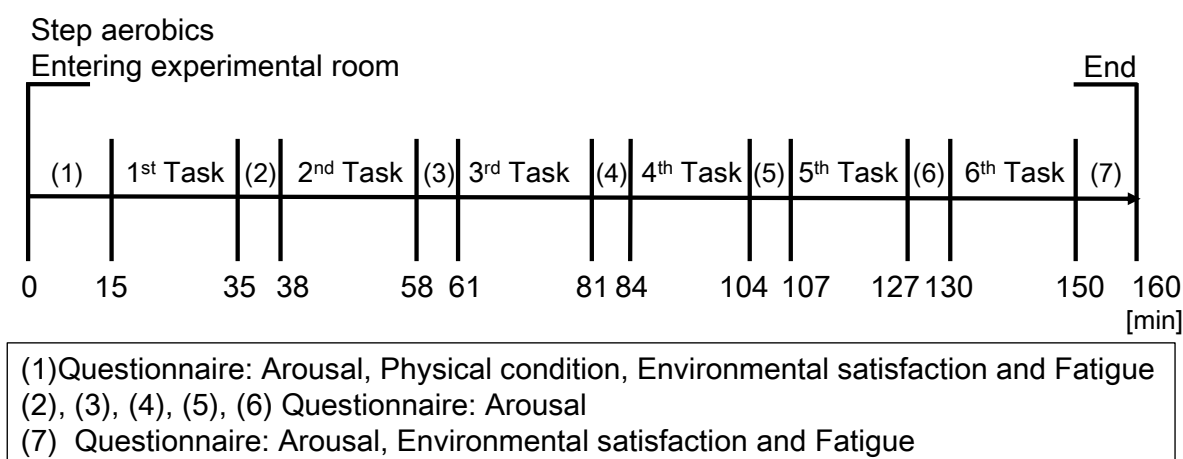 Step aerobics
Entering experimental room
End
(1) 1st Task (2) 2nd Task (3) 3rd Task (4) 4th Task (5) 5th Task (6) 6th Task (7)
0 15 35 38 58 61 81 84 104 107 127 130 150 160
[min]
(1)Questionnaire: Arousal, Physical condition, Environmental satisfaction and Fatigue
(2), (3), (4), (5), (6) Questionnaire: Arousal
(7) Questionnaire: Arousal, Environmental satisfaction and Fatigue